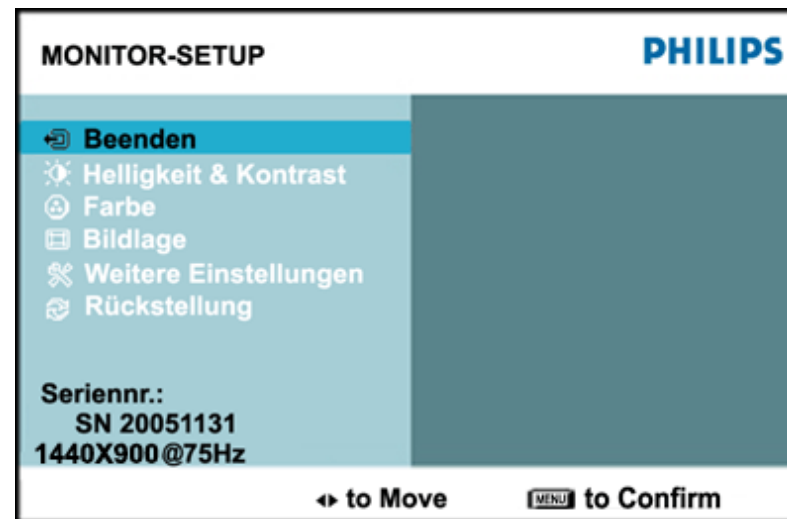 MONITOR-SETUP
PHILIPS
Beenden
Helligkeit & Kontrast
Farbe
Bildlage
Weitere Einstellungen
Rückstellung
Seriennr.:
SN 20051131
1440X900@75Hz
to Move
MENU to Confirm